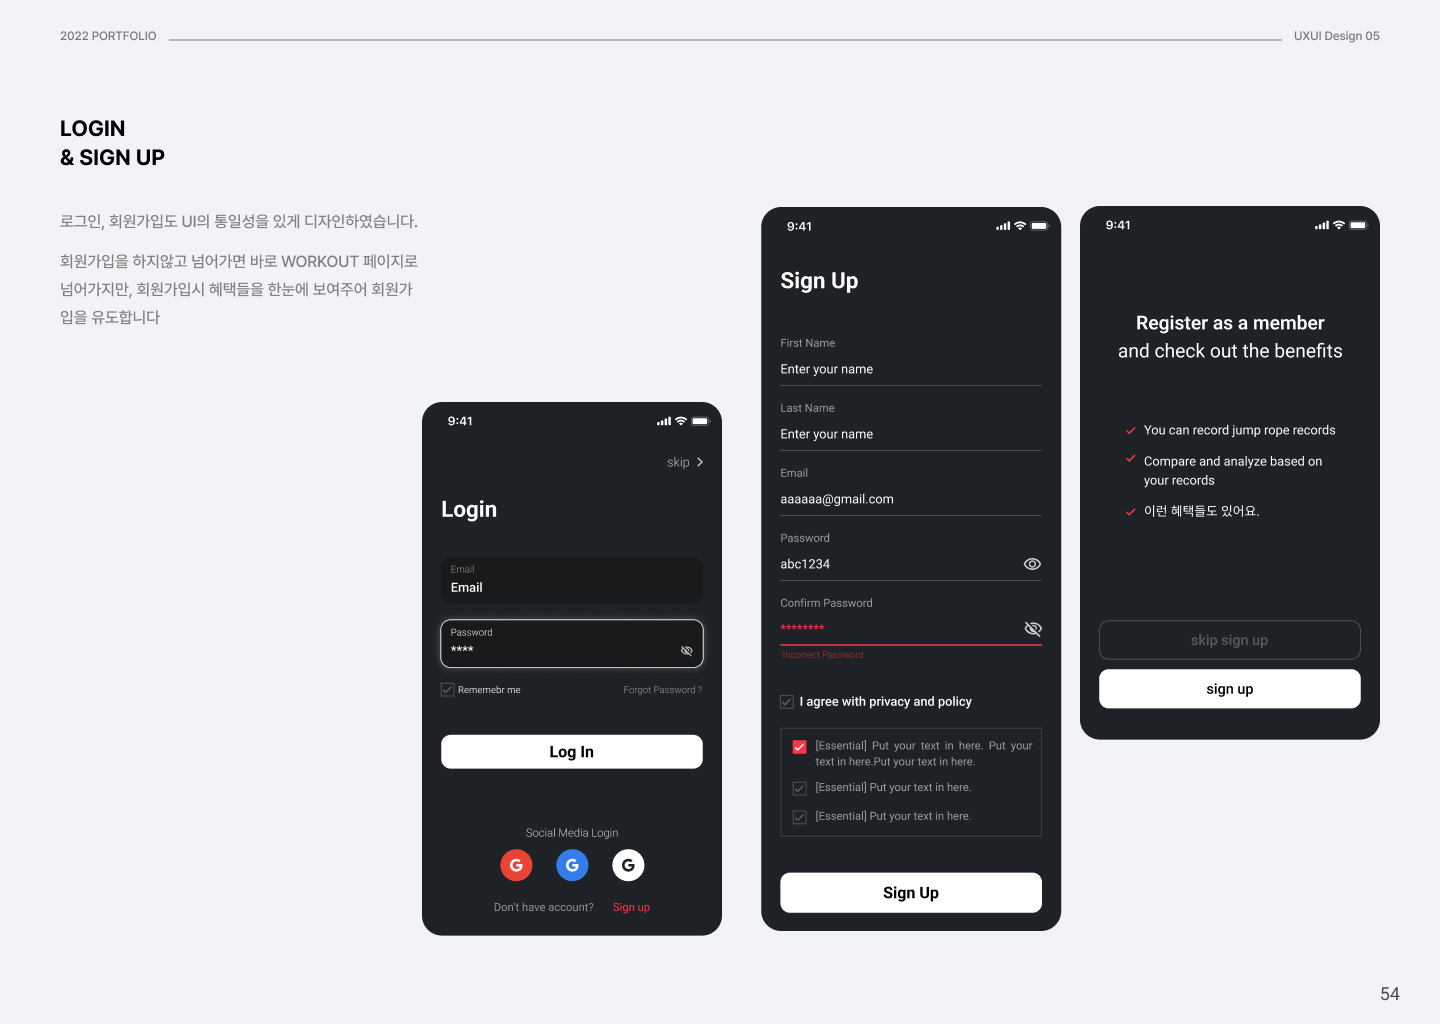 2022 PORTFOLIO
UXUI Design 05
LOGIN
& SIGN UP
로그인, 회원가입도 UI의 통일성을 있게 디자인하였습니다.
회원가입을 하지않고 넘어가면 바로 WORKOUT 페이지로
넘어가지만, 회원가입시 혜택들을 한눈에 보여주어 회원가
입을 유도합니다
9:41
skip
Login
Email
Email
Password
****
Rememebr me
Forgot Password ?
Log In
Social Media Login
G
G
G
Don't have account?
Sign up
9:41
Sign Up
First Name
Enter your name
Last Name
Enter your name
Email
aaaaaa@gmail.com
Password
abc1234
Confirm Password
********
Incorrect Password
I agree with privacy and policy
[Essential] Put your text in here. Put your
text in here.Put your text in here.
[Essential] Put your text in here.
[Essential] Put your text in here.
Sign Up
9:41
Register as a member
and check out the benefits
You can record jump rope records
Compare and analyze based on
your records
이런 혜택들도 있어요.
skip sign up
sign up
54